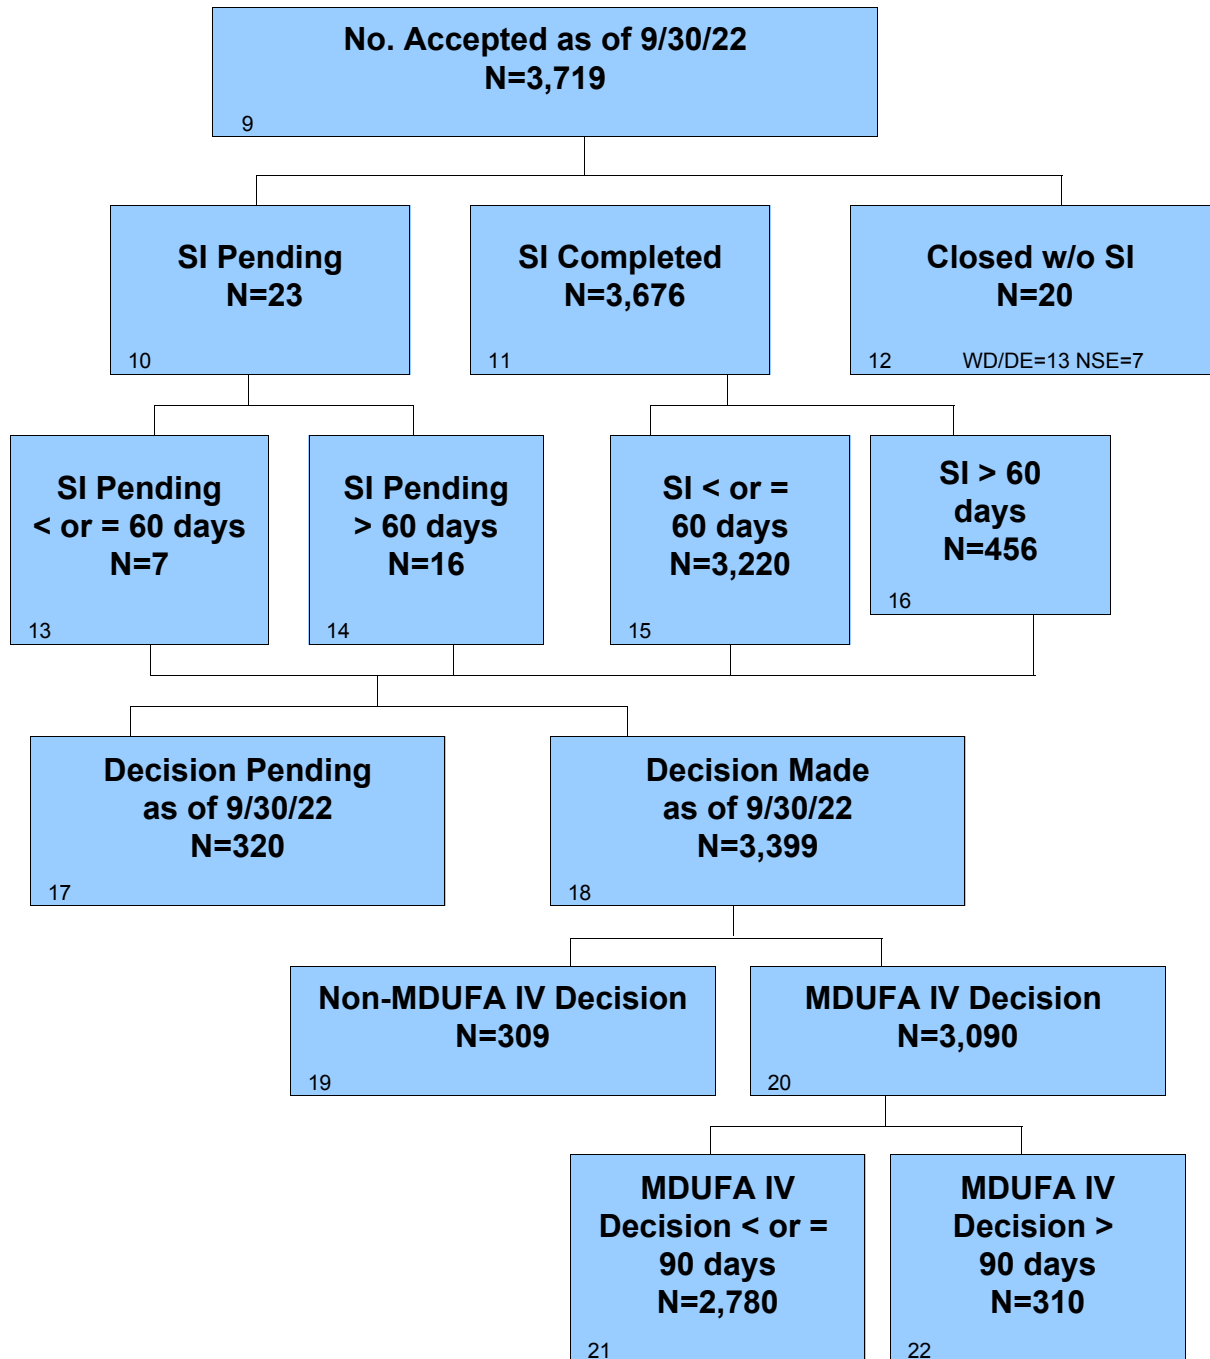 No. Accepted as of 9/30/22
N=3,719
9
SI Pending
N=23
10
SI Completed
N=3,676
11
Closed w/o SI
N=20
12 WD/DE=13 NSE=7
SI Pending
< or = 60 days
N=7
13
SI Pending
> 60 days
N=16
14
SI < or =
60 days
N=3,220
15
SI > 60
days
N=456
16
Decision Pending
as of 9/30/22
N=320
17
Decision Made
as of 9/30/22
N=3,399
18
Non-MDUFA IV Decision
N=309
19
MDUFA IV Decision
N=3,090
20
MDUFA IV
Decision < or =
90 days
N=2,780
21
MDUFA IV
Decision >
90 days
N=310
22